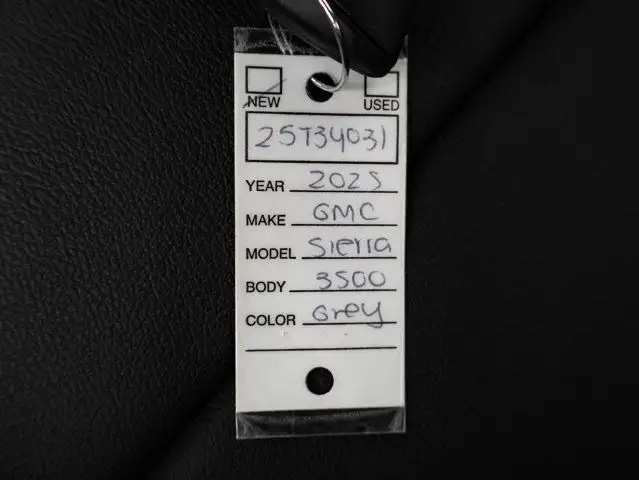 NEW USED
25T34031
YEAR 2025
MAKE GMC
MODEL Sierra
BODY 3500
COLOR Grey